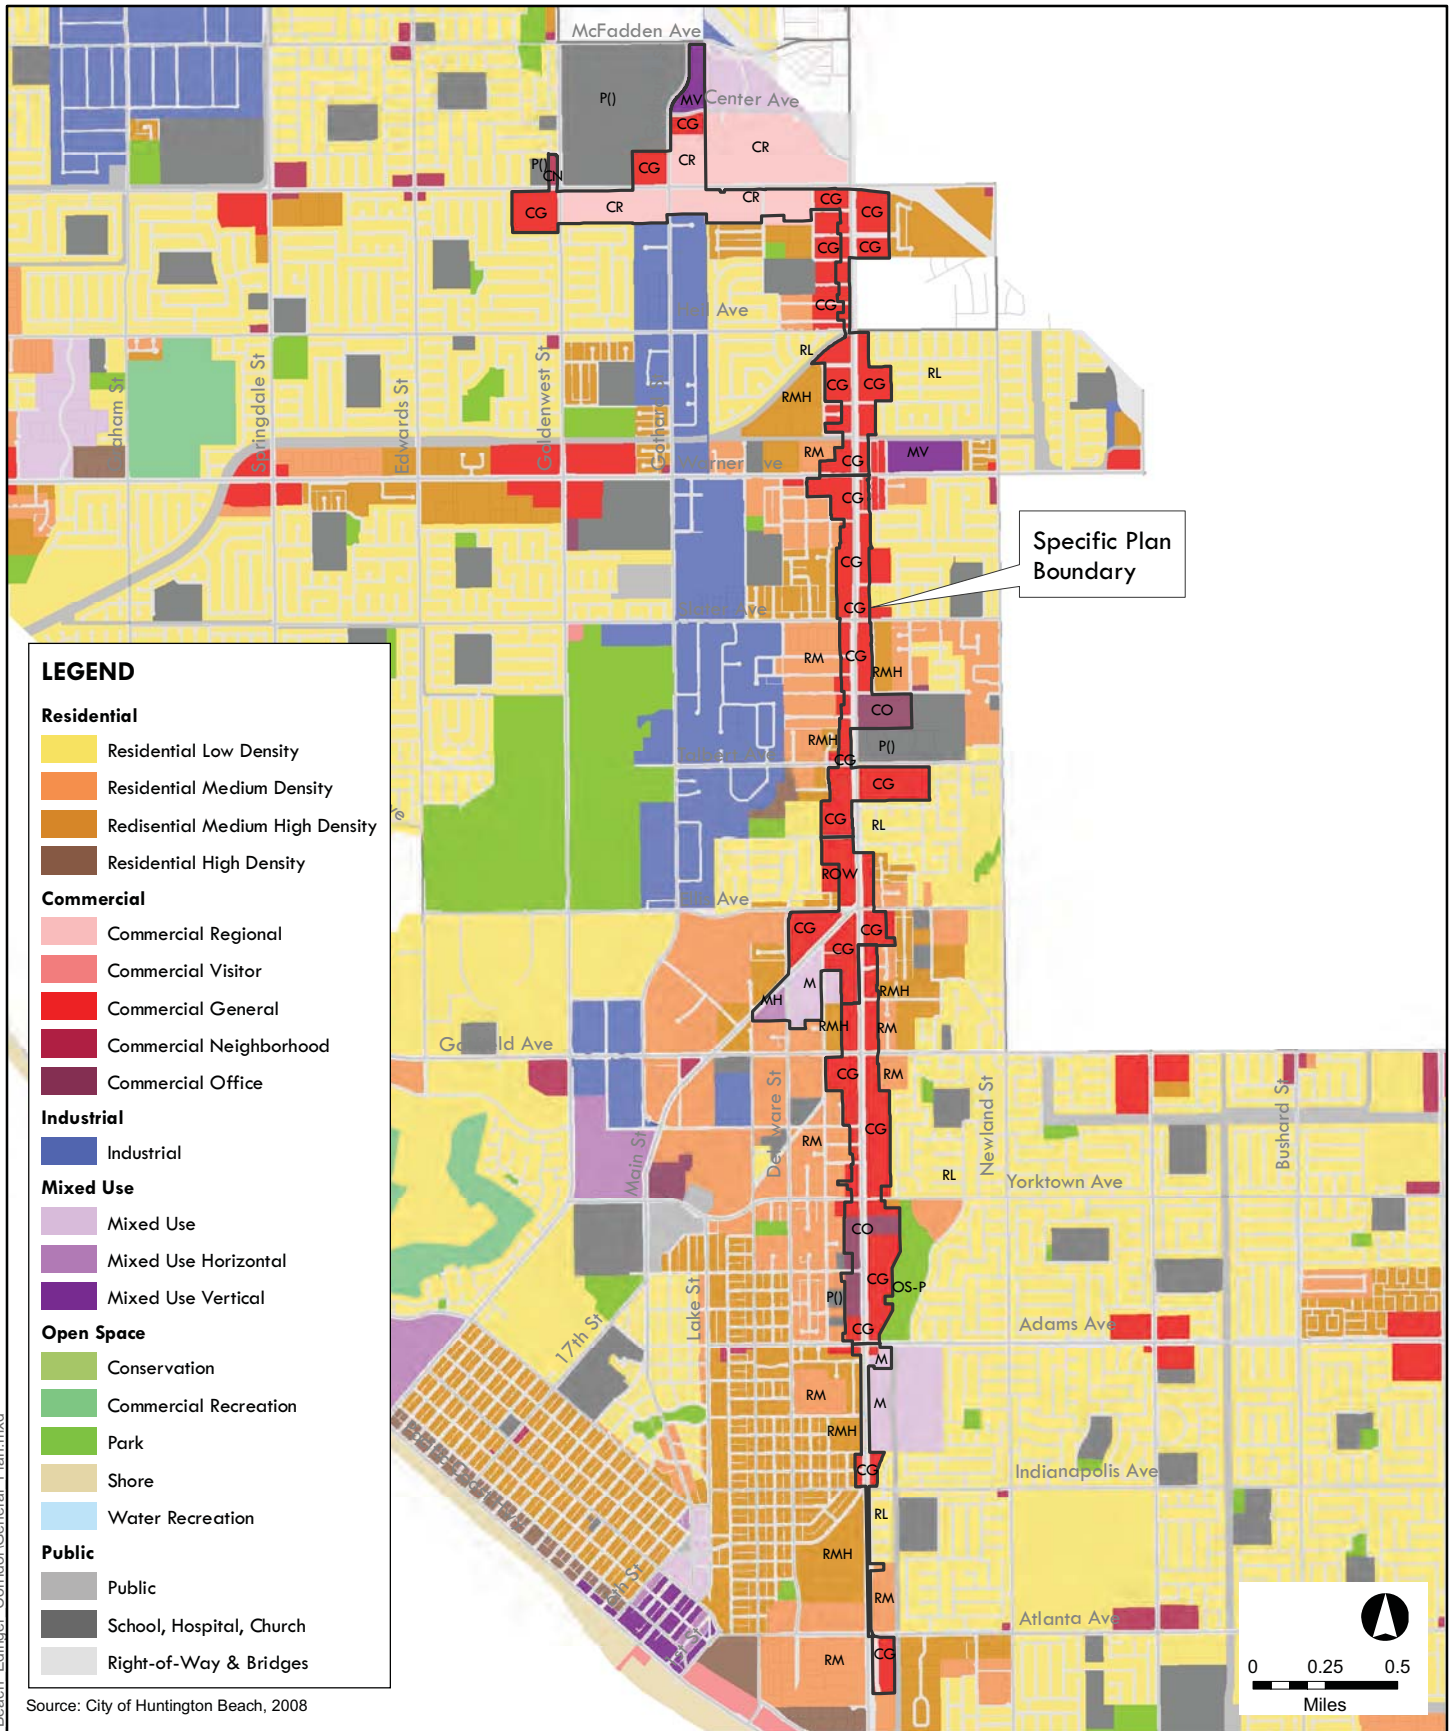 McFadden Ave
P()
MV
Center Ave
CG
CR
CR
P()
CN
CG
CG
CR
CR
CG
CG
CG
CG
CG
Ave
RL
CG
CG
RL
RMH
Springdale St
Edwards St
Goldenwest St
RM
CG
MV
CG
Specific Plan
Boundary
CG
CG
Ave
RM
CG
RMH
CO
RMH
P()
CG
CG
CG
RL
ROW
Ave
CG
CG
CG
M
MH
RMH
RMH
RM
Garfield Ave
CG
RM
Delaware St
Newland St
Bushard St
CG
RM
Main St
RL
Yorktown Ave
CO
CG
OS-P
P()
Lake St
CG
Adams Ave
17th St
M
RM
M
RMH
CG
Indianapolis Ave
RL
RMH
RM
Atlanta Ave
RM
CG
LEGEND
Residential
Residential Low Density
Residential Medium Density
Redisential Medium High Density
Residential High Density
Commercial
Commercial Regional
Commercial Visitor
Commercial General
Commercial Neighborhood
Commercial Office
Industrial
Industrial
Mixed Use
Mixed Use
Mixed Use Horizontal
Mixed Use Vertical
Open Space
Conservation
Commercial Recreation
Park
Shore
Water Recreation
Public
Public
School, Hospital, Church
Right-of-Way & Bridges
0 0.25 0.5
Miles
Source: City of Huntington Beach, 2008